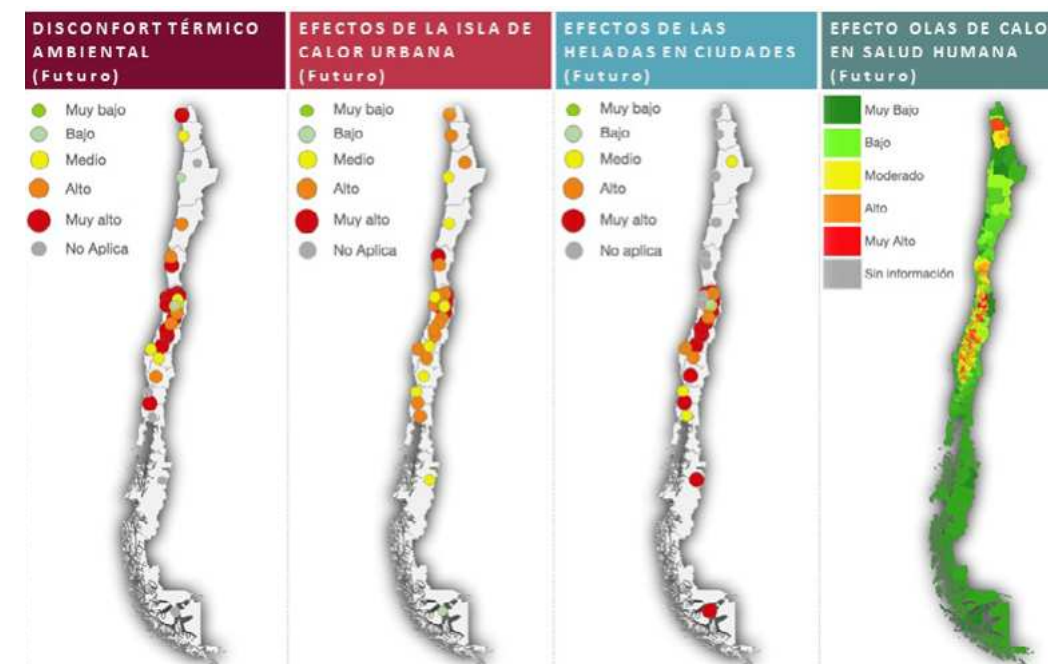 DISCONFORT TÉRMICO
AMBIENTAL
(Futuro)
Muy bajo
Bajo
Medio
Alto
Muy alto
No Aplica
EFECTOS DE LA ISLA DE
CALOR URBANA
(Futuro)
Muy bajo
Bajo
Medio
Alto
Muy alto
No Aplica
EFECTOS DE LAS
HELADAS EN CIUDADES
(Futuro)
Muy bajo
Bajo
Medio
Alto
Muy alto
No aplica
EFECTO OLAS DE CALO
EN SALUD HUMANA
(Futuro)
Muy Bajo
Bajo
Moderado
Alto
Muy Alto
Sin información